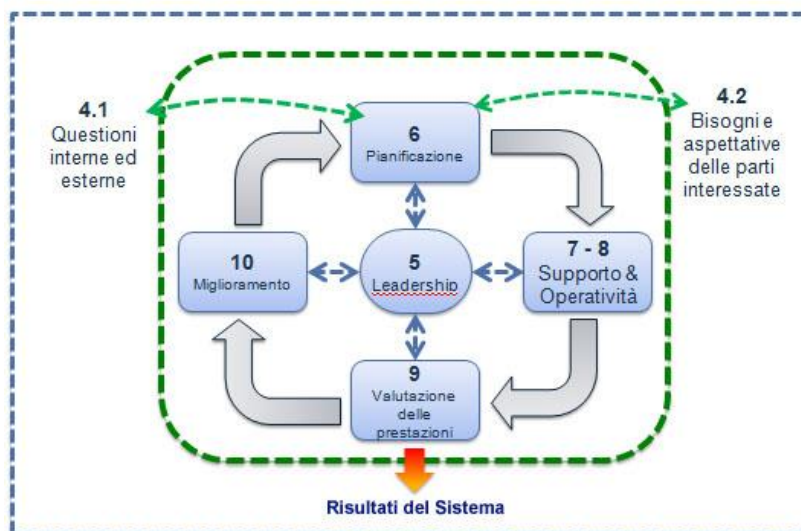 4.1
Questioni
interne ed
esterne
4.2
Bisogni e
aspettative
delle parti
interessate
6
Pianificazione
10
Miglioramento
5
Leadership
7 - 8
Supporto &
Operatività
9
Valutazione
delle
prestazioni
Risultati del Sistema